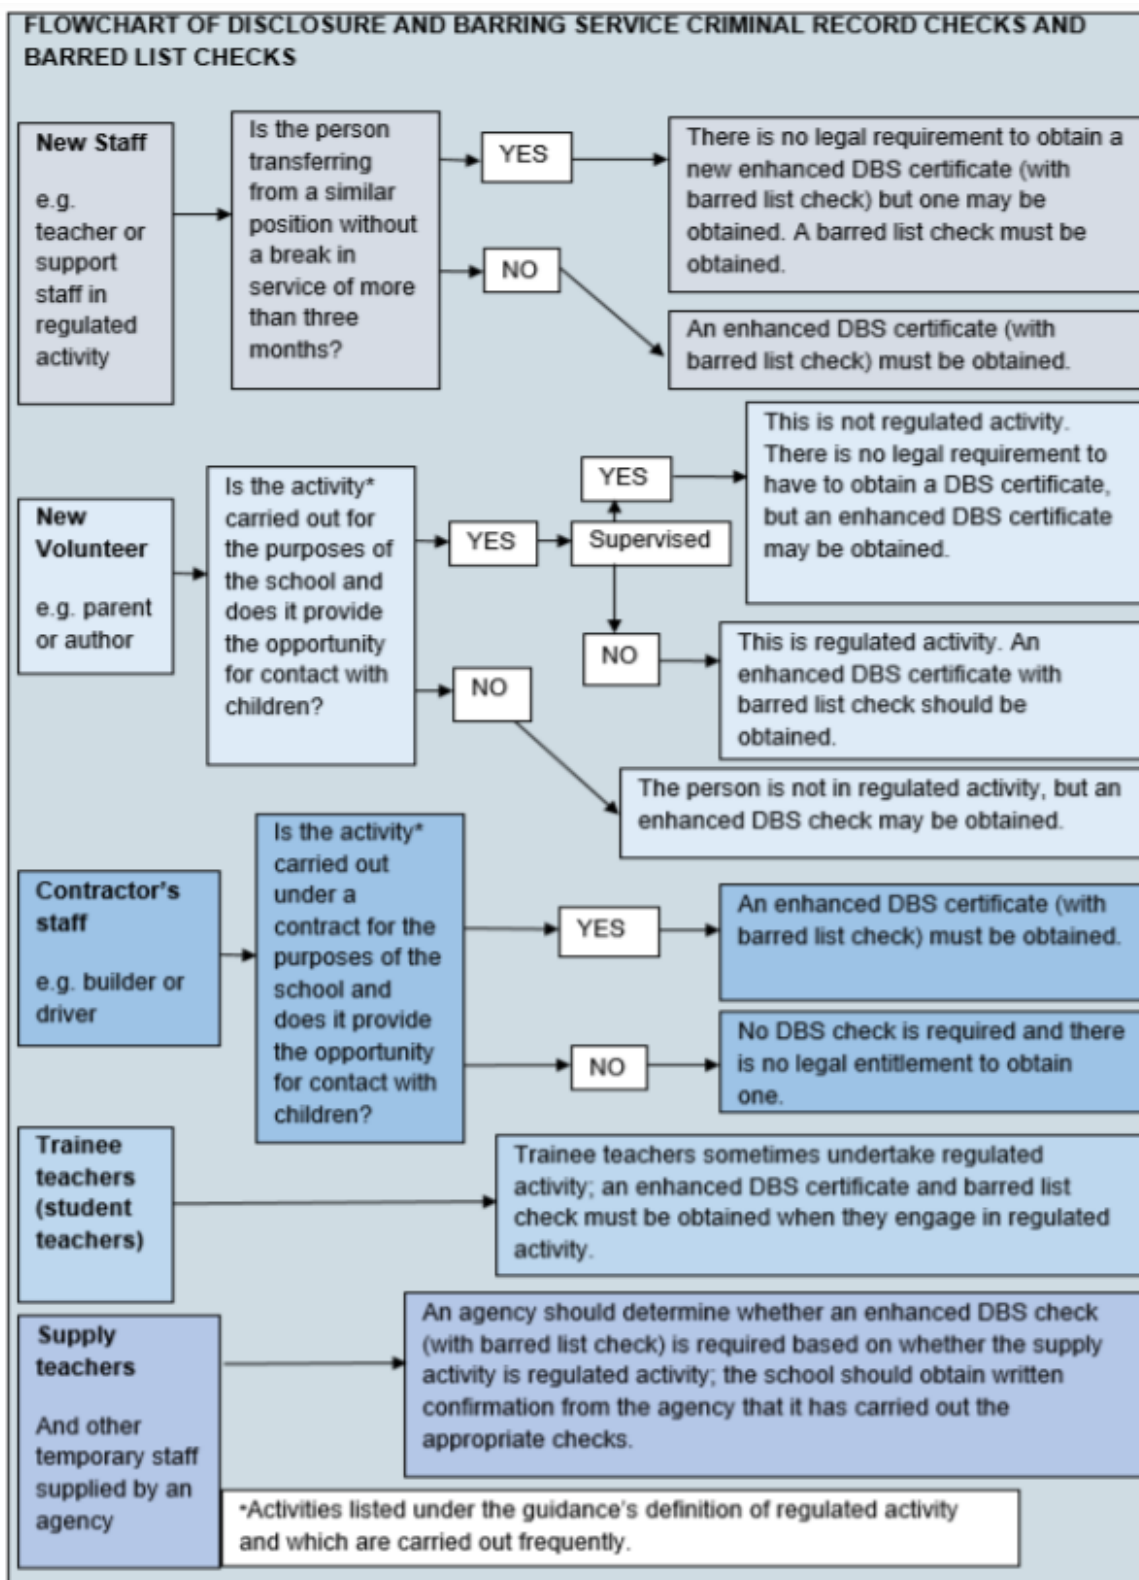 FLOWCHART OF DISCLOSURE AND BARRING SERVICE CRIMINAL RECORD CHECKS AND
BARRED LIST CHECKS
New Staff
e.g.
teacher or
support
staff in
regulated
activity
Is the person
transferring
from a similar
position without
a break in
service of more
than three
months?
YES
There is no legal requirement to obtain a
new enhanced DBS certificate (with
barred list check) but one may be
obtained. A barred list check must be
obtained.
NO
An enhanced DBS certificate (with
barred list check) must be obtained.
New
Volunteer
e.g. parent
or author
Is the activity*
carried out for
the purposes of
the school and
does it provide
the opportunity
for contact with
children?
YES
Supervised
YES
This is not regulated activity.
There is no legal requirement to
have to obtain a DBS certificate,
but an enhanced DBS certificate
may be obtained.
NO
This is regulated activity. An
enhanced DBS certificate with
barred list check should be
obtained.
NO
The person is not in regulated activity, but an
enhanced DBS check may be obtained.
Contractor's
staff
e.g. builder or
driver
Is the activity*
carried out
under a
contract for the
purposes of the
school and
does it provide
the opportunity
for contact with
children?
YES
An enhanced DBS certificate (with
barred list check) must be obtained.
NO
No DBS check is required and there
is no legal entitlement to obtain
one.
Trainee
teachers
(student
teachers)
Trainee teachers sometimes undertake regulated
activity; an enhanced DBS certificate and barred list
check must be obtained when they engage in regulated
activity.
Supply
teachers
And other
temporary staff
supplied by an
agency
An agency should determine whether an enhanced DBS check
(with barred list check) is required based on whether the supply
activity is regulated activity; the school should obtain written
confirmation from the agency that it has carried out the
appropriate checks.
*Activities listed under the guidance's definition of regulated activity
and which are carried out frequently.